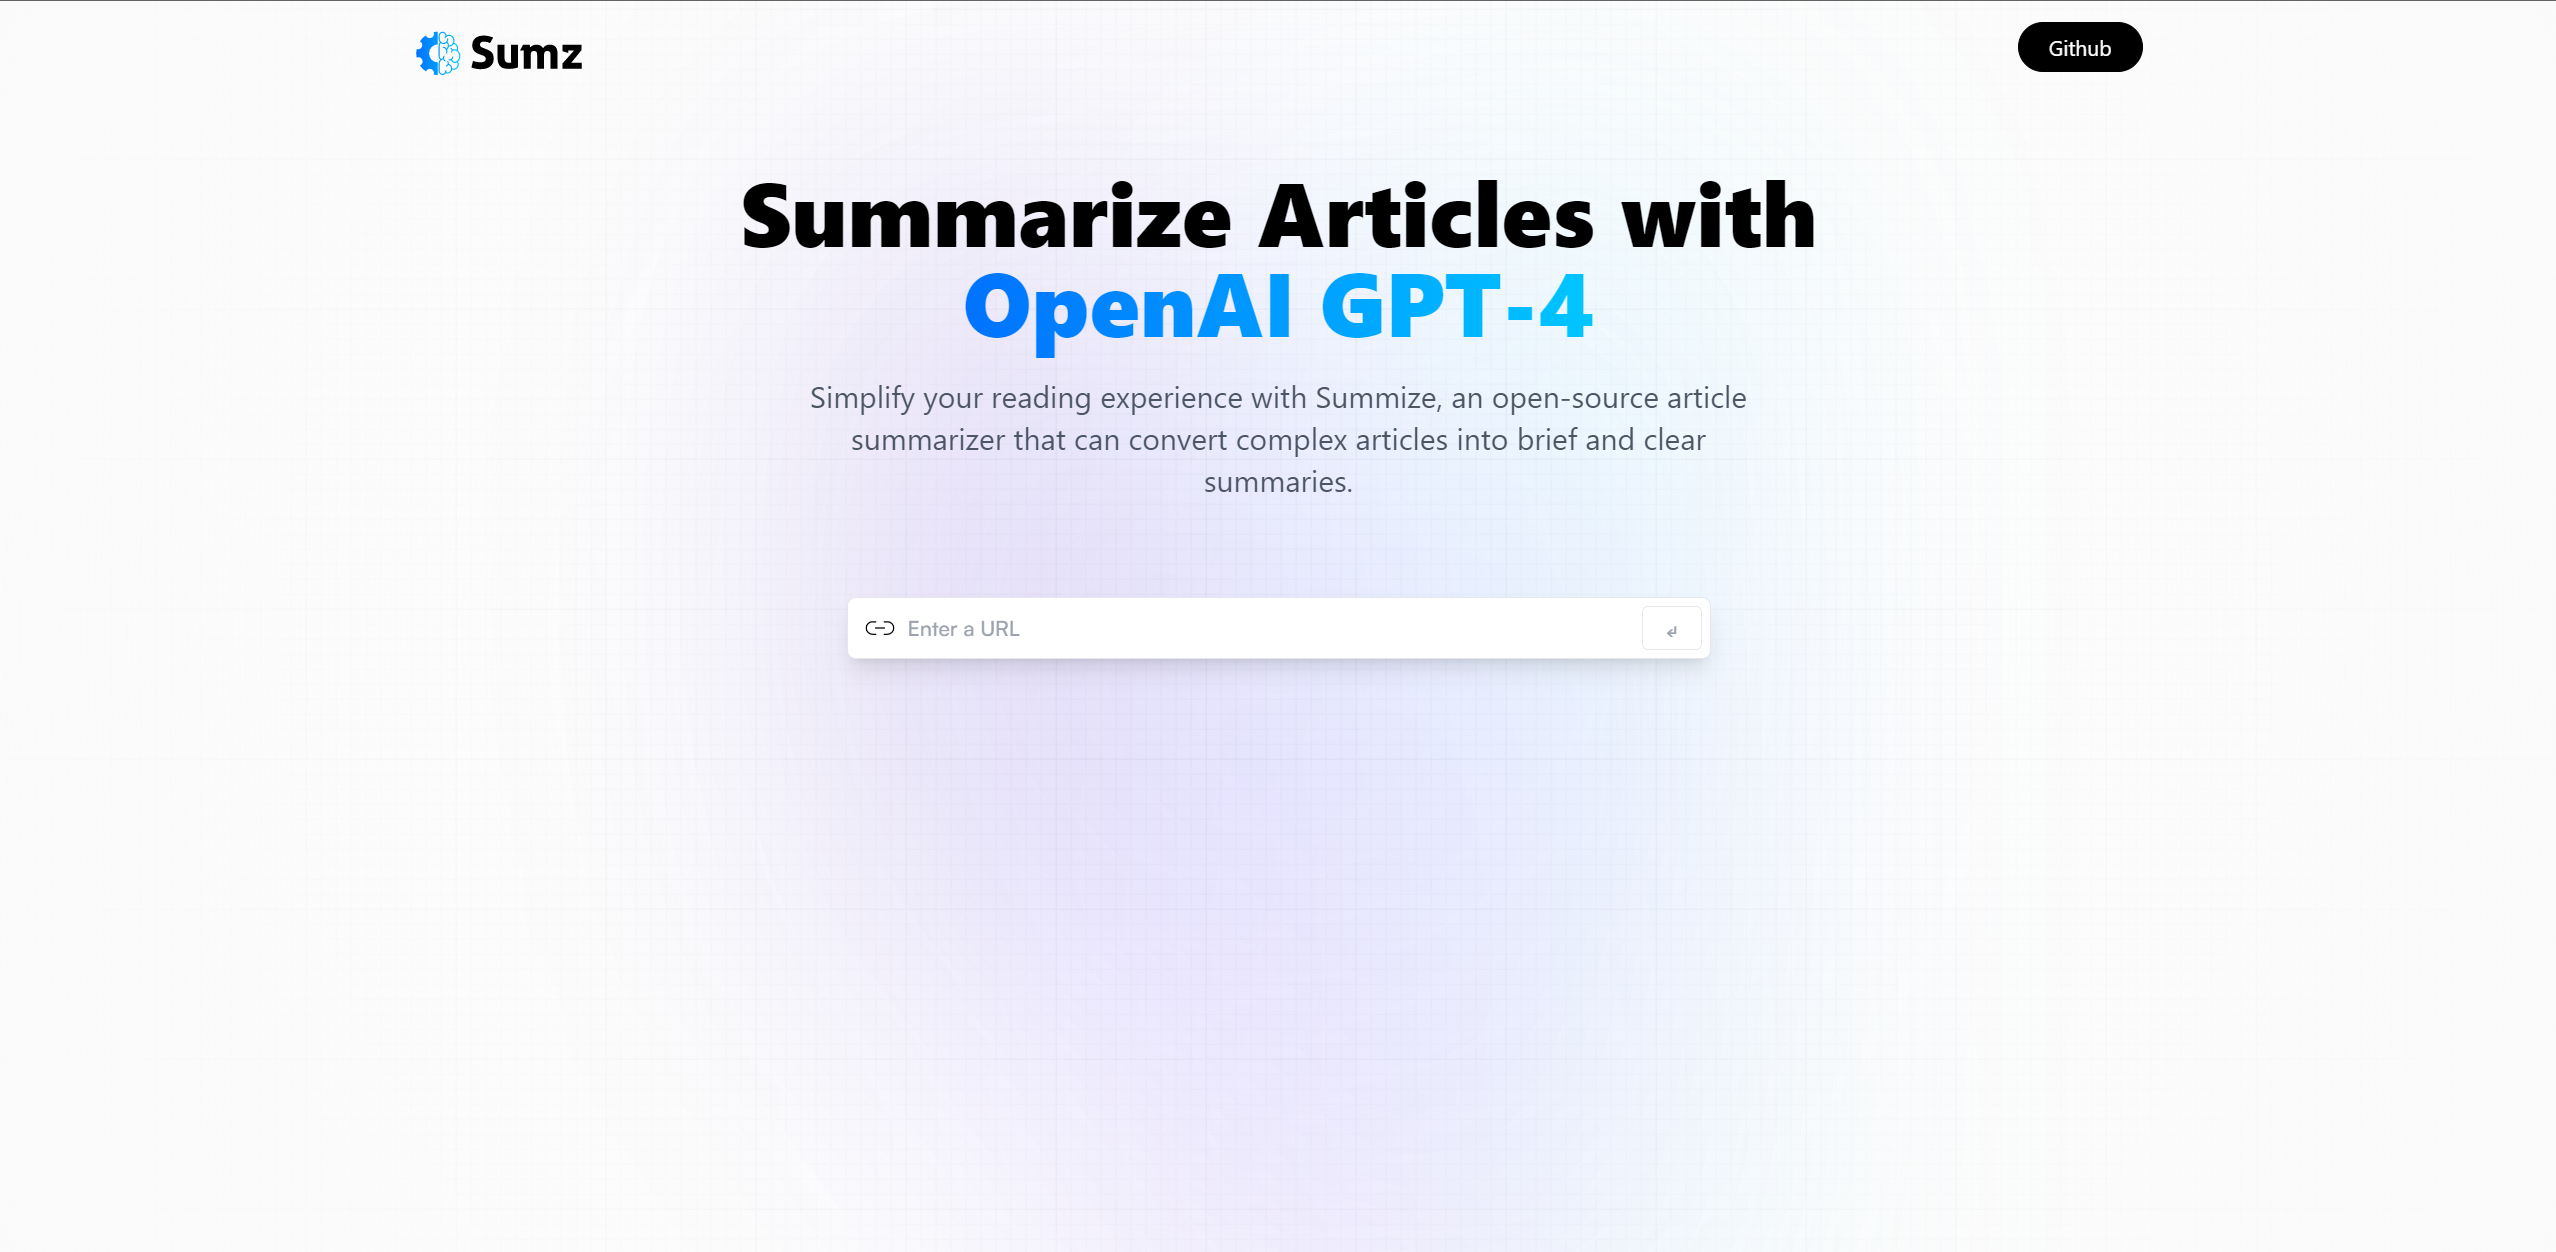 Sumz
Github
Summarize Articles with
OpenAI GPT-4
Simplify your reading experience with Summize, an open-source article
summarizer that can convert complex articles into brief and clear
summaries.
Enter a URL
↵